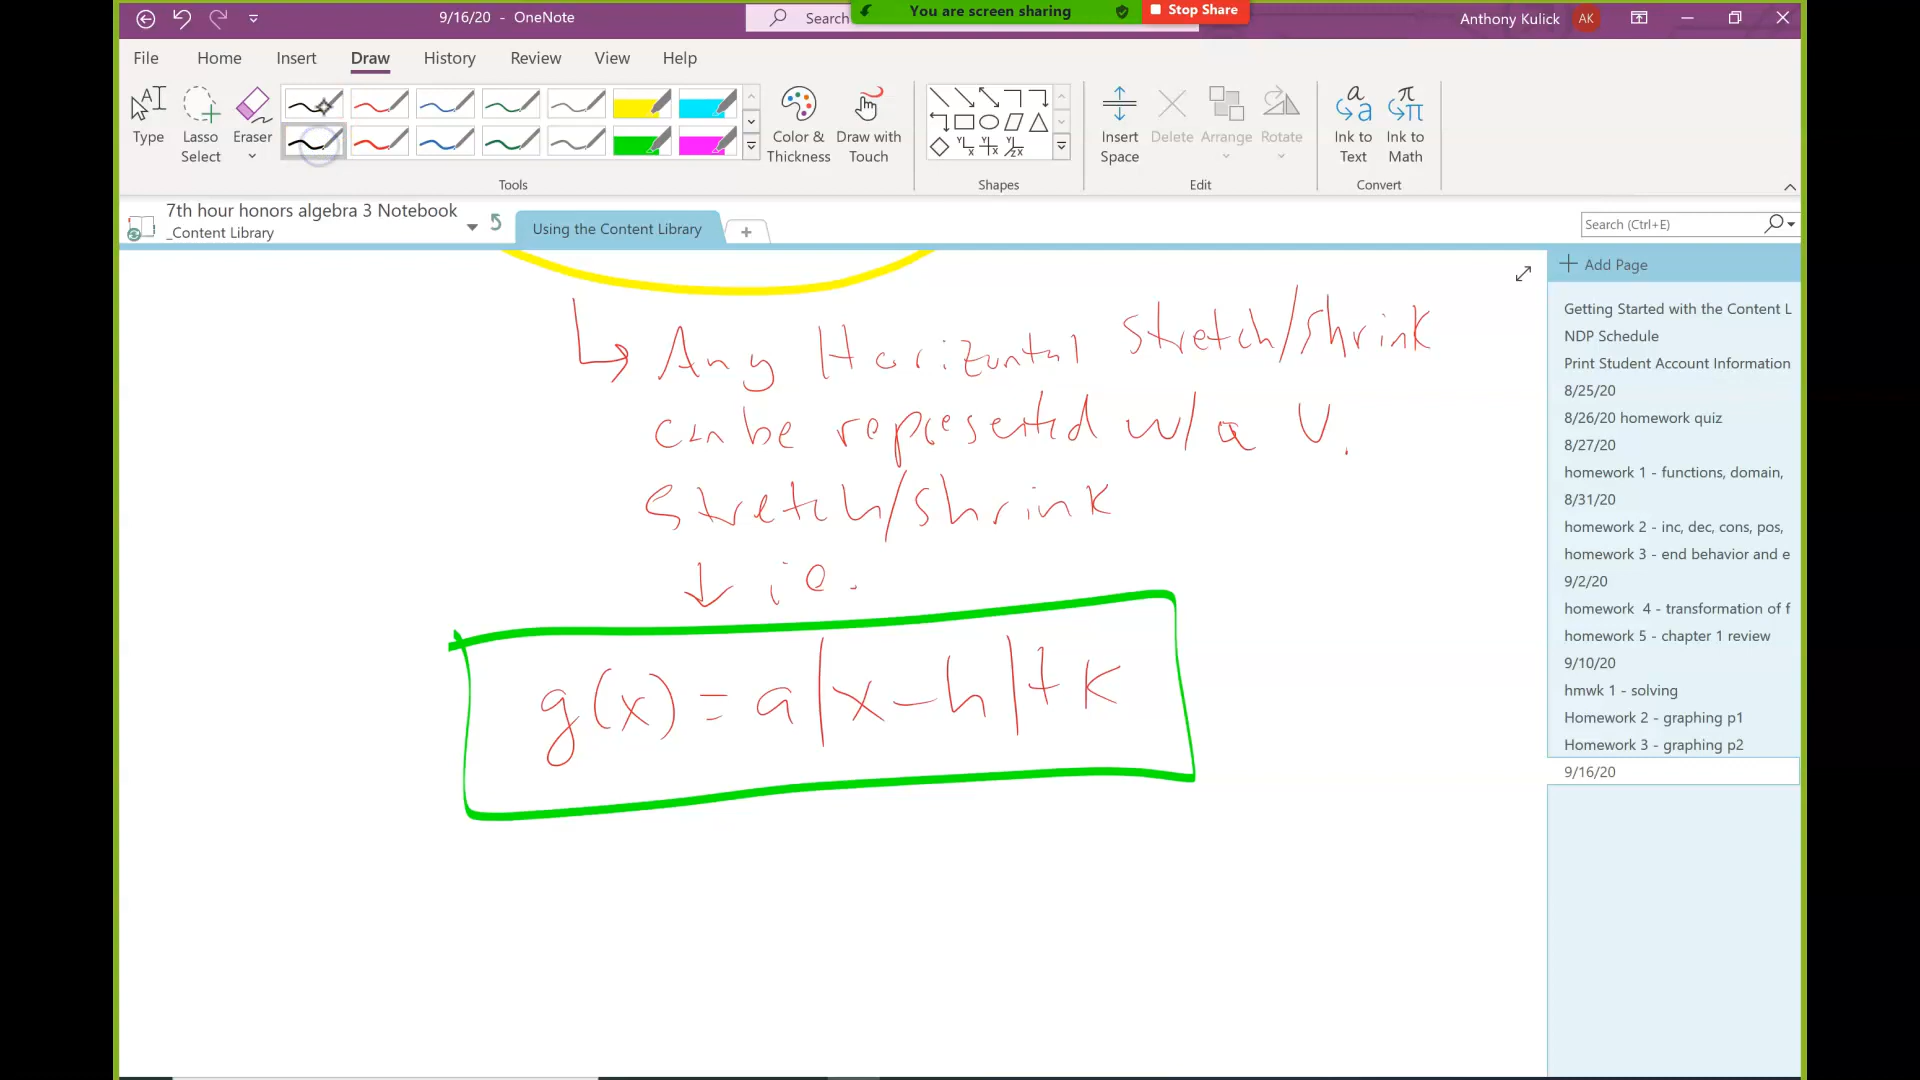 9/16/20 - OneNote
Search
You are screen sharing
Stop Share
Anthony Kulick
AK
File Home Insert Draw History Review View Help
Type
Lasso Select
Eraser
Color & Thickness
Draw with Touch
Insert Space
Delete
Arrange
Rotate
Ink to Text
Ink to Math
Tools
Shapes
Edit
Convert
7th hour honors algebra 3 Notebook
_Content Library
Using the Content Library
Search (Ctrl+E)
Any Horizontal stretch/shrink
can be represented w/ a V.
stretch/shrink
↓ ie.
g(x) = a|x-h|+k
Add Page
Getting Started with the Content L
NDP Schedule
Print Student Account Information
8/25/20
8/26/20 homework quiz
8/27/20
homework 1 - functions, domain,
8/31/20
homework 2 - inc, dec, cons, pos,
homework 3 - end behavior and e
9/2/20
homework 4 - transformation of f
homework 5 - chapter 1 review
9/10/20
hmwk 1 - solving
Homework 2 - graphing p1
Homework 3 - graphing p2
9/16/20